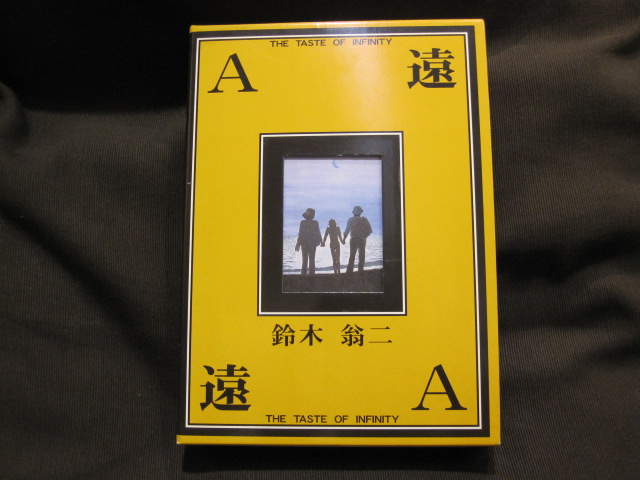 THE TASTE OF INFINITY
A 遠
鈴木 翁二
遠 A
THE TASTE OF INFINITY